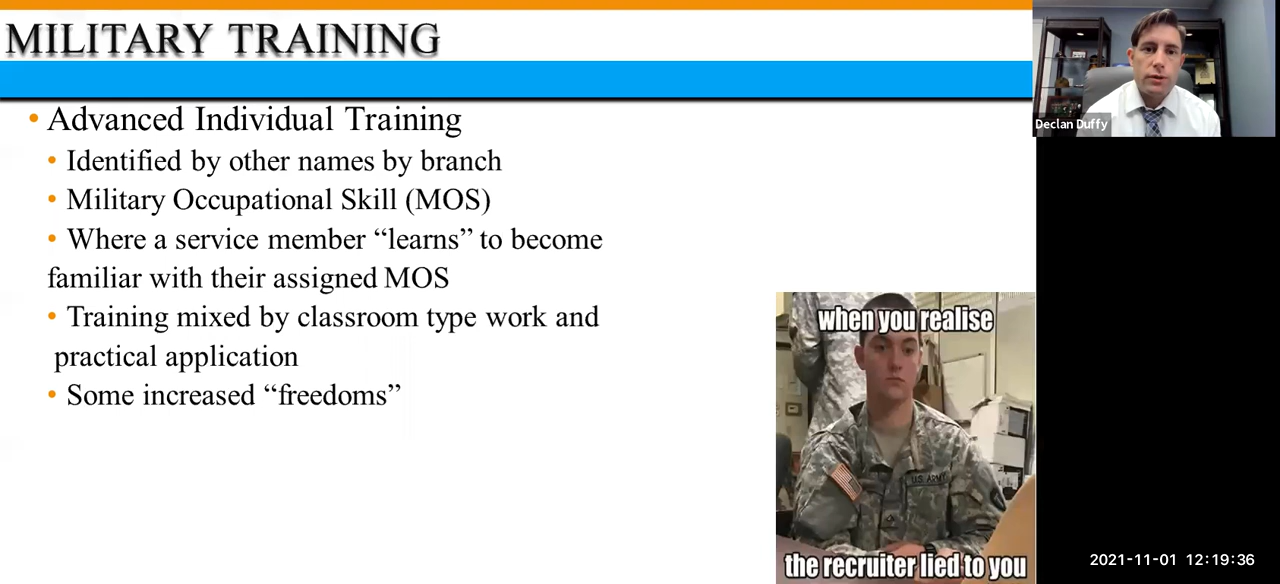 MILITARY TRAINING
Declan Duffy
• Advanced Individual Training
• Identified by other names by branch
• Military Occupational Skill (MOS)
• Where a service member “learns” to become
familiar with their assigned MOS
• Training mixed by classroom type work and
practical application
• Some increased “freedoms”
when you realise
U.S. ARMY
the recruiter lied to you
2021-11-01 12:19:36